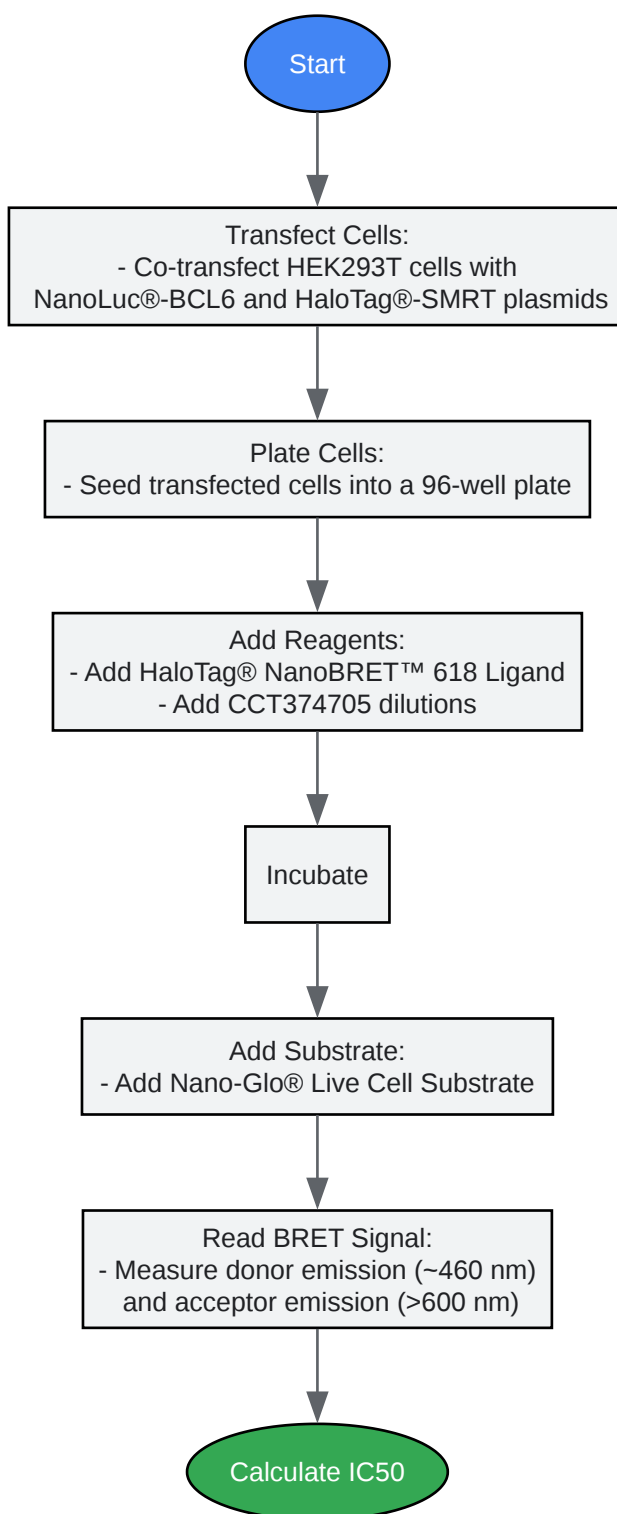 Start
Transfect Cells:
- Co-transfect HEK293T cells with
NanoLuc®-BCL6 and HaloTag®-SMRT plasmids
Plate Cells:
- Seed transfected cells into a 96-well plate
Add Reagents:
- Add HaloTag® NanoBRET™ 618 Ligand
- Add CCT374705 dilutions
Incubate
Add Substrate:
- Add Nano-Glo® Live Cell Substrate
Read BRET Signal:
- Measure donor emission (~460 nm)
and acceptor emission (>600 nm)
Calculate IC50